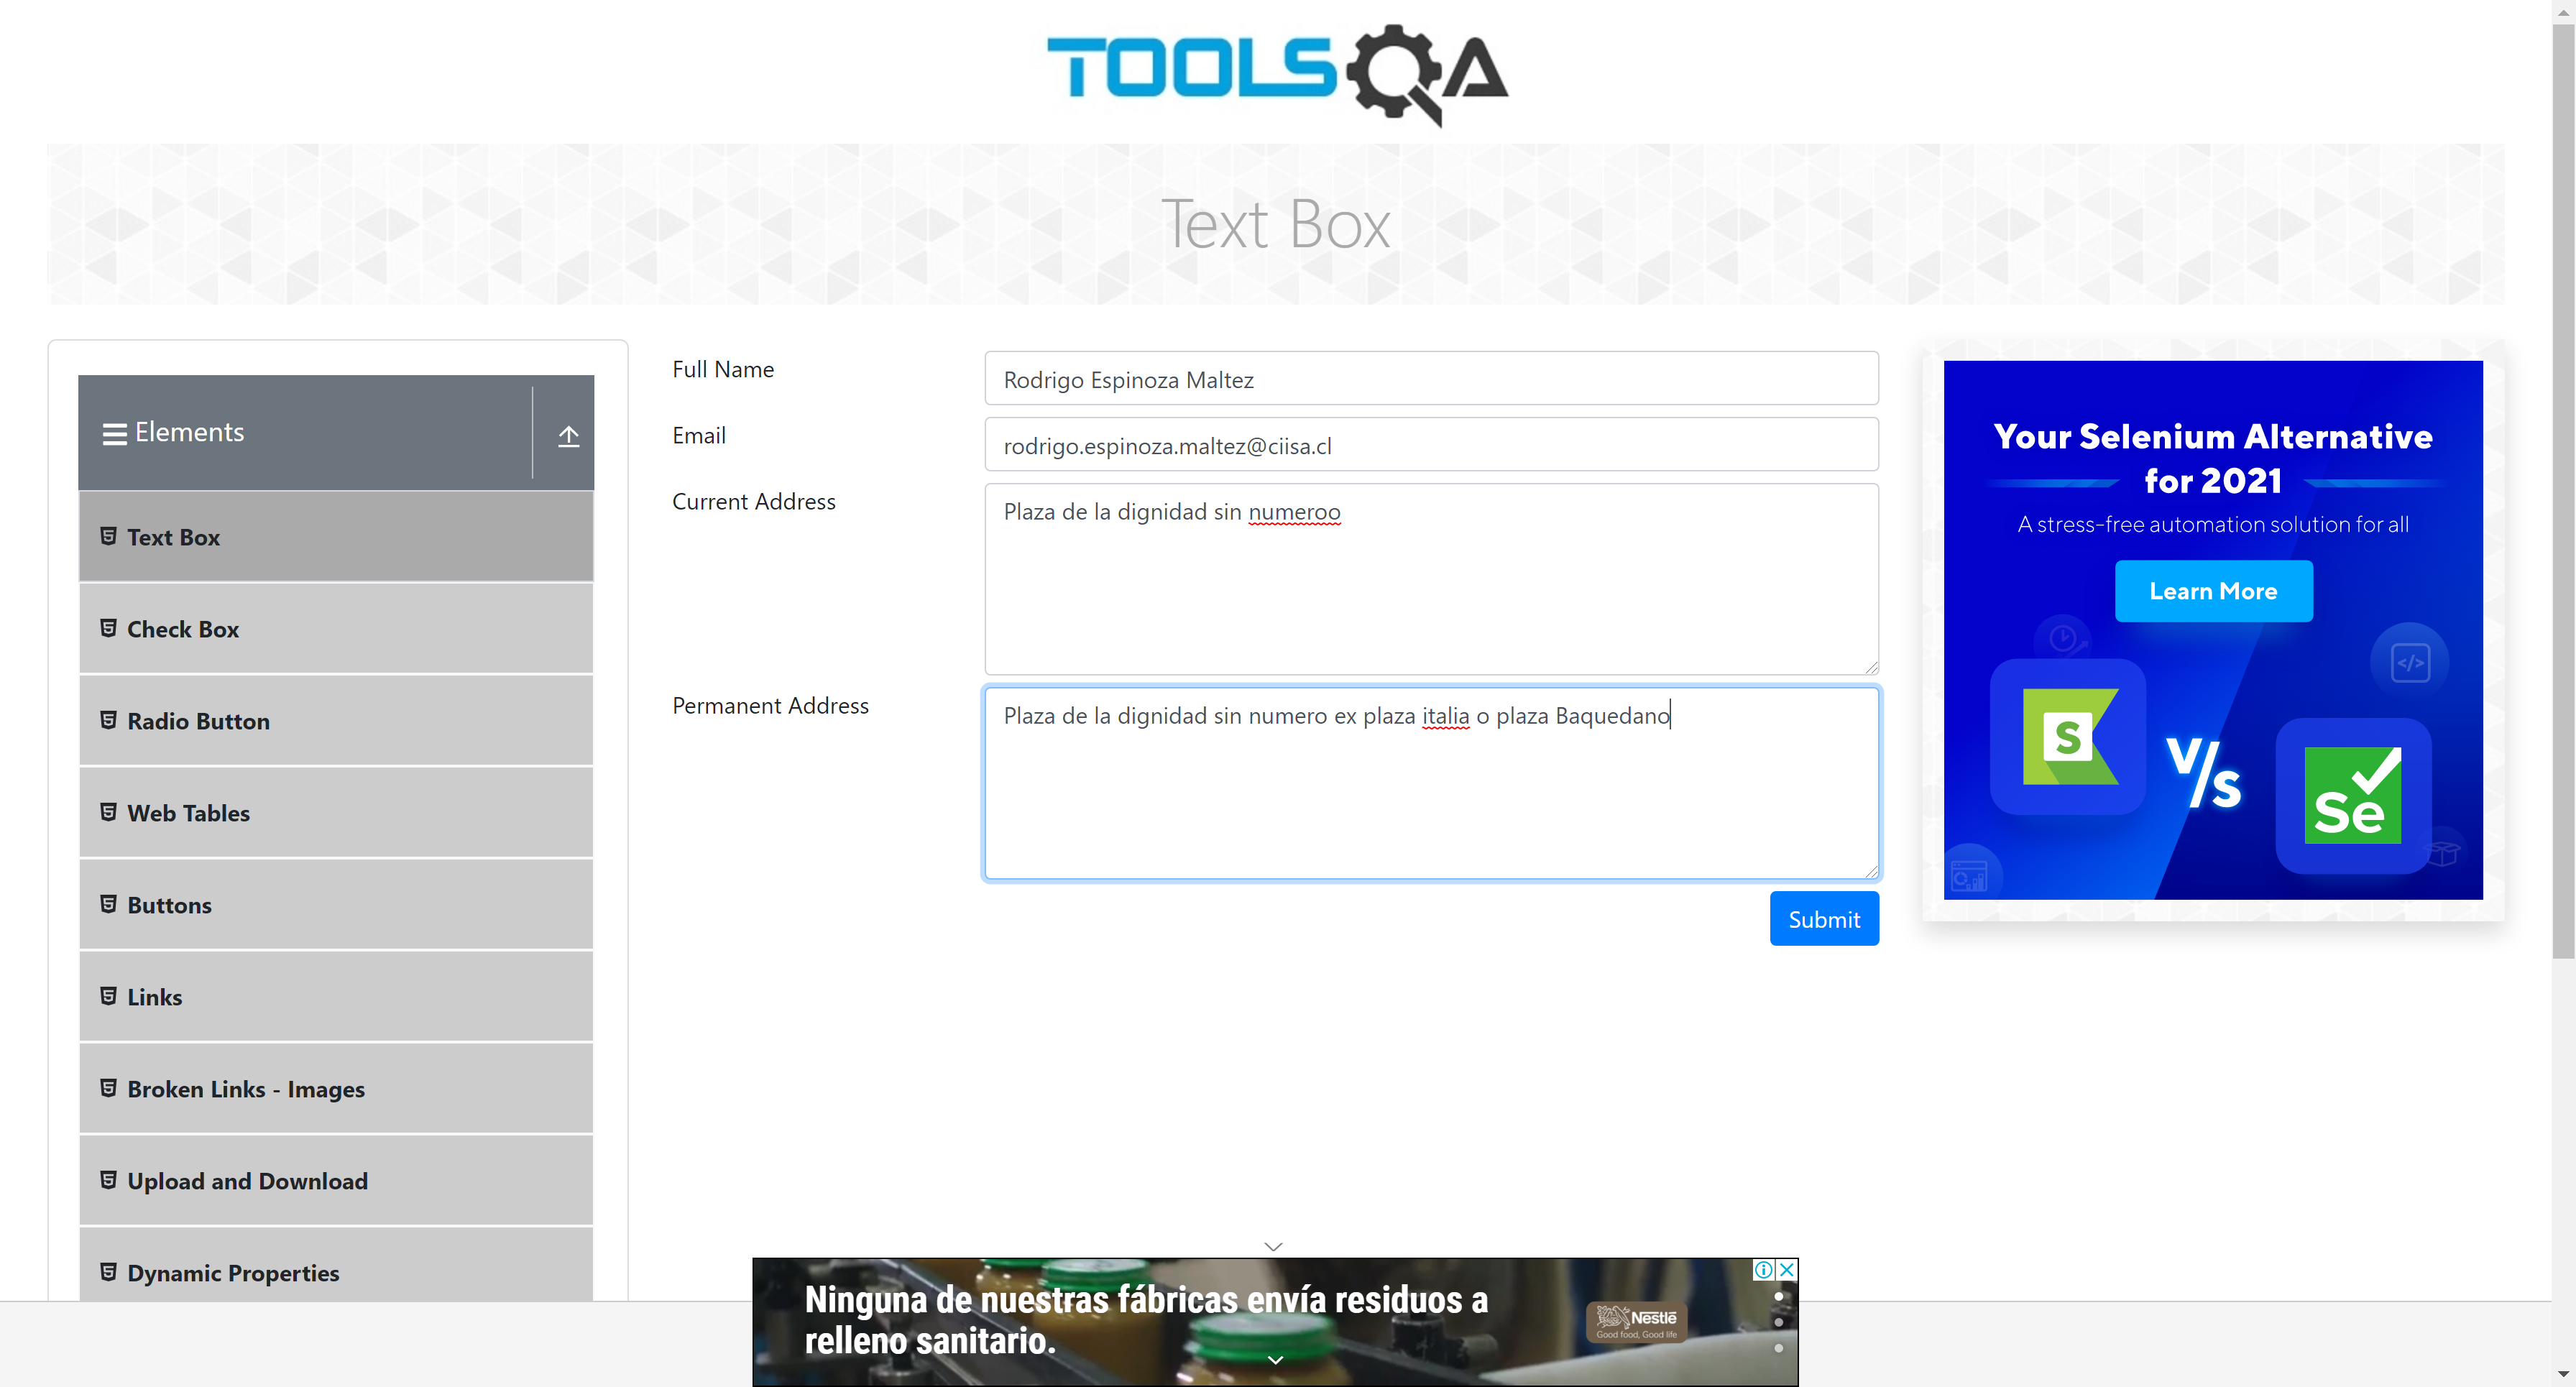 TOOLSQA
Text Box
Elements
Text Box
Check Box
Radio Button
Web Tables
Buttons
Links
Broken Links - Images
Upload and Download
Dynamic Properties
Full Name
Rodrigo Espinoza Maltez
Email
rodrigo.espinoza.maltez@ciisa.cl
Current Address
Plaza de la dignidad sin numeroo
Permanent Address
Plaza de la dignidad sin numero ex plaza italia o plaza Baquedano
Submit
Your Selenium Alternative
for 2021
A stress-free automation solution for all
Learn More
</>
S
V/s
Se
Ninguna de nuestras fábricas envía residuos a
relleno sanitario.
Nestlé
Good food, Good life